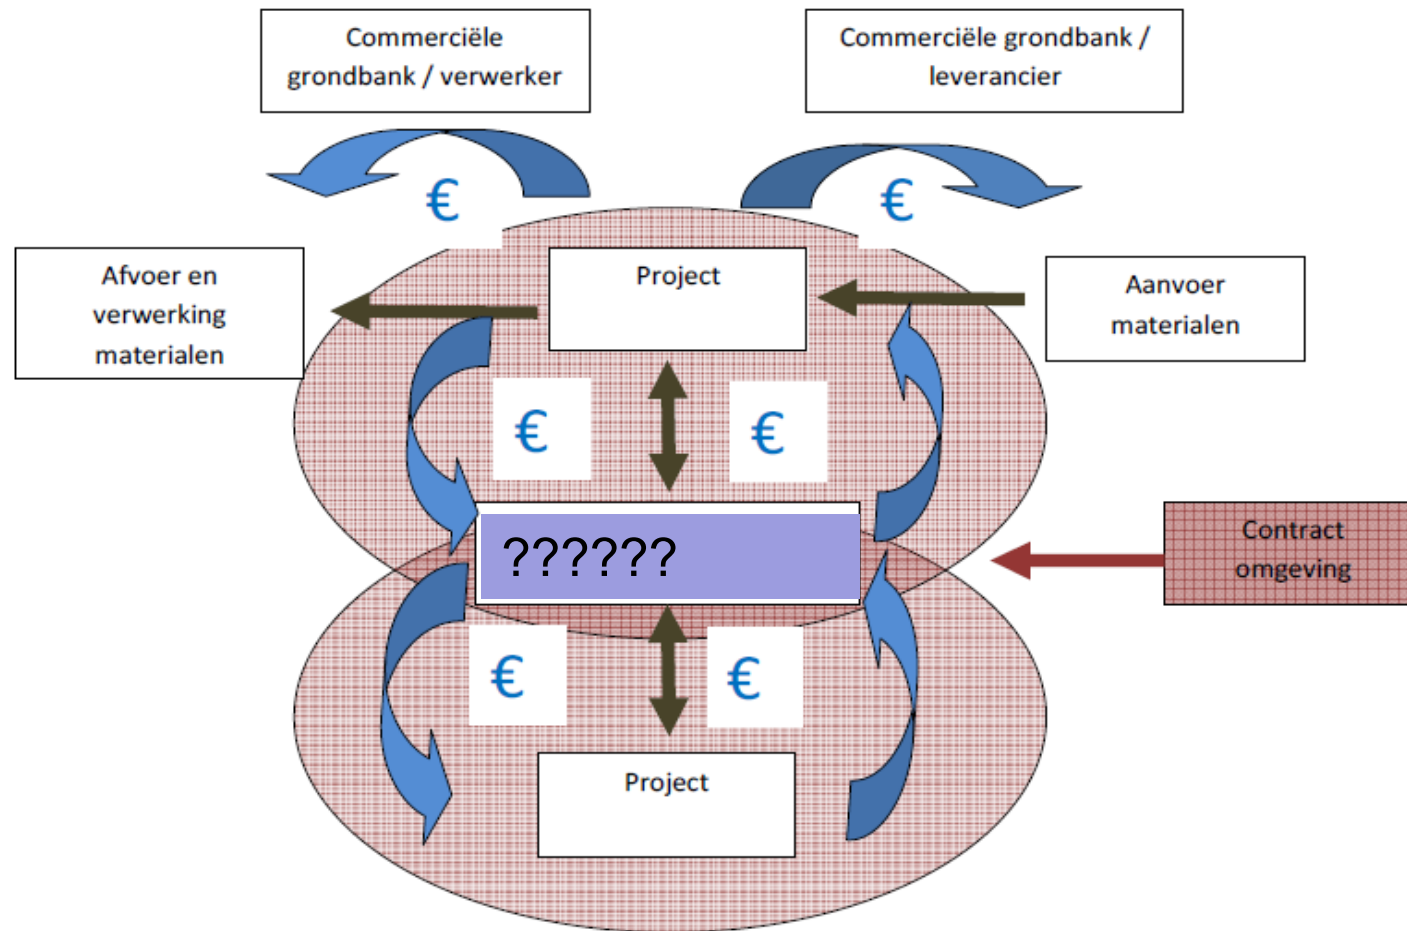 Commerciële
grondbank / verwerker
Commerciële grondbank /
leverancier
€
€
Afvoer en
verwerking
materialen
Project
Aanvoer
materialen
€
€
??????
Contract
omgeving
€
€
Project